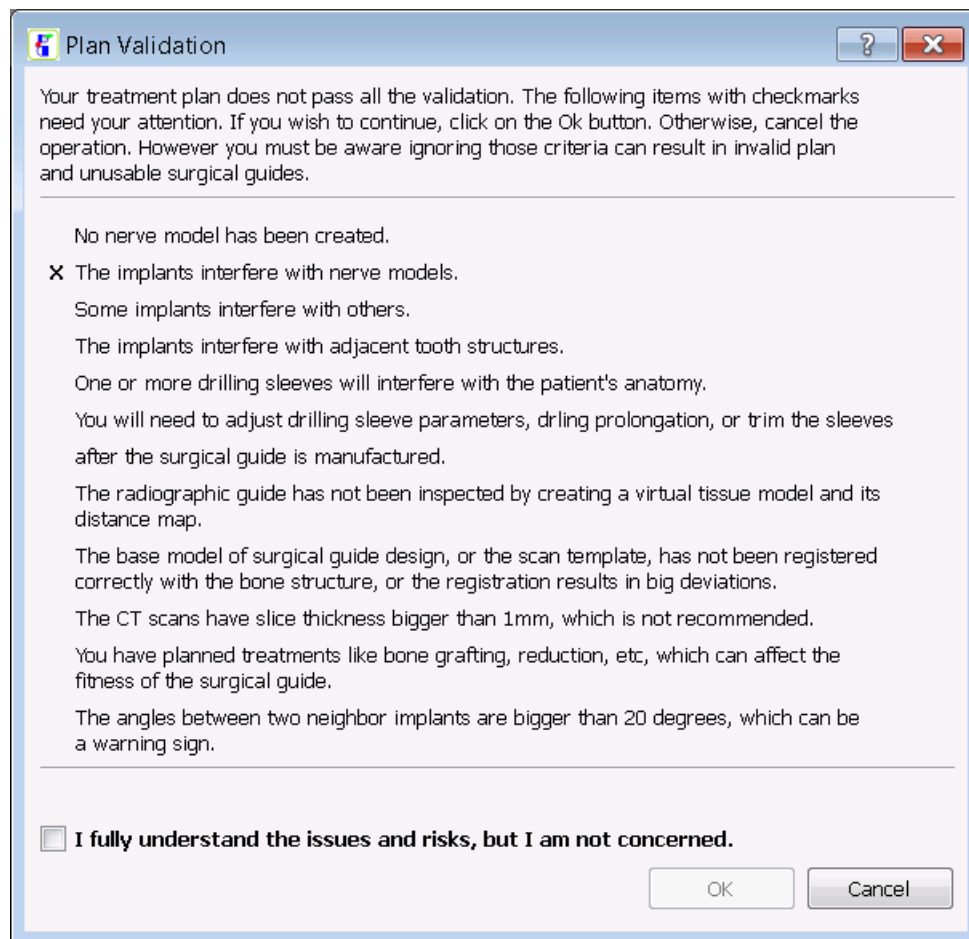 Plan Validation
Your treatment plan does not pass all the validation. The following items with checkmarks
need your attention. If you wish to continue, click on the Ok button. Otherwise, cancel the
operation. However you must be aware ignoring those criteria can result in invalid plan
and unusable surgical guides.
No nerve model has been created.
X The implants interfere with nerve models.
Some implants interfere with others.
The implants interfere with adjacent tooth structures.
One or more drilling sleeves will interfere with the patient's anatomy.
You will need to adjust drilling sleeve parameters, drling prolongation, or trim the sleeves
after the surgical guide is manufactured.
The radiographic guide has not been inspected by creating a virtual tissue model and its
distance map.
The base model of surgical guide design, or the scan template, has not been registered
correctly with the bone structure, or the registration results in big deviations.
The CT scans have slice thickness bigger than 1mm, which is not recommended.
You have planned treatments like bone grafting, reduction, etc, which can affect the
fitness of the surgical guide.
The angles between two neighbor implants are bigger than 20 degrees, which can be
a warning sign.
I fully understand the issues and risks, but I am not concerned.
OK
Cancel